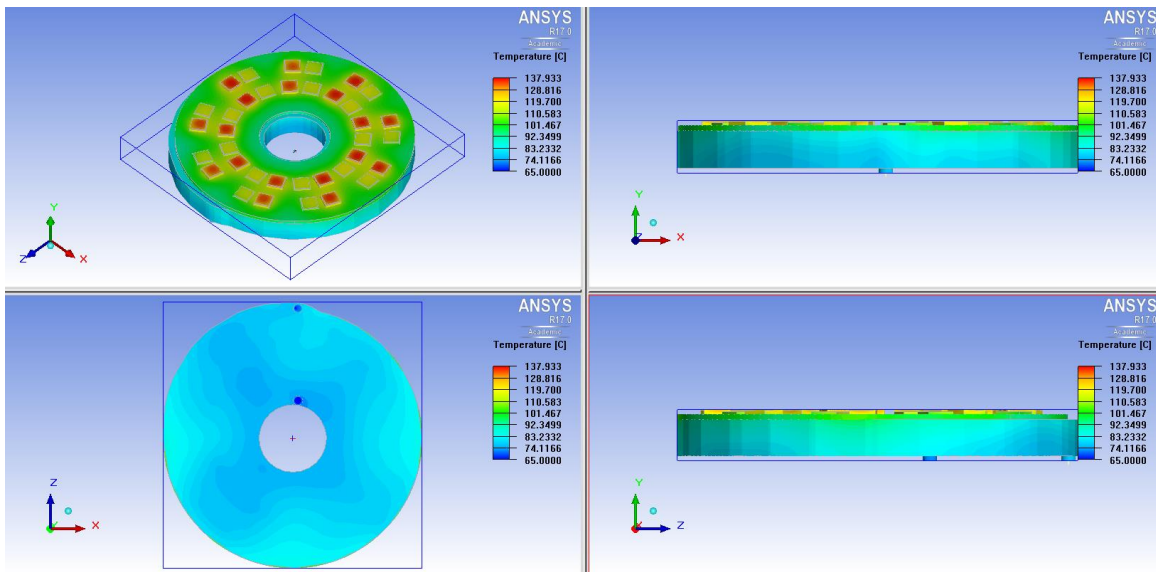 ANSYS
R17.0
Academic
Temperature [C]
137.933
128.816
119.700
110.583
101.467
92.3499
83.2332
74.1166
65.0000
Y
Z
X
ANSYS
R17.0
Academic
Temperature [C]
137.933
128.816
119.700
110.583
101.467
92.3499
83.2332
74.1166
65.0000
Y
Z
X
ANSYS
R17.0
Academic
Temperature [C]
137.933
128.816
119.700
110.583
101.467
92.3499
83.2332
74.1166
65.0000
Z
Y
X
ANSYS
R17.0
Academic
Temperature [C]
137.933
128.816
119.700
110.583
101.467
92.3499
83.2332
74.1166
65.0000
Y
X
Z